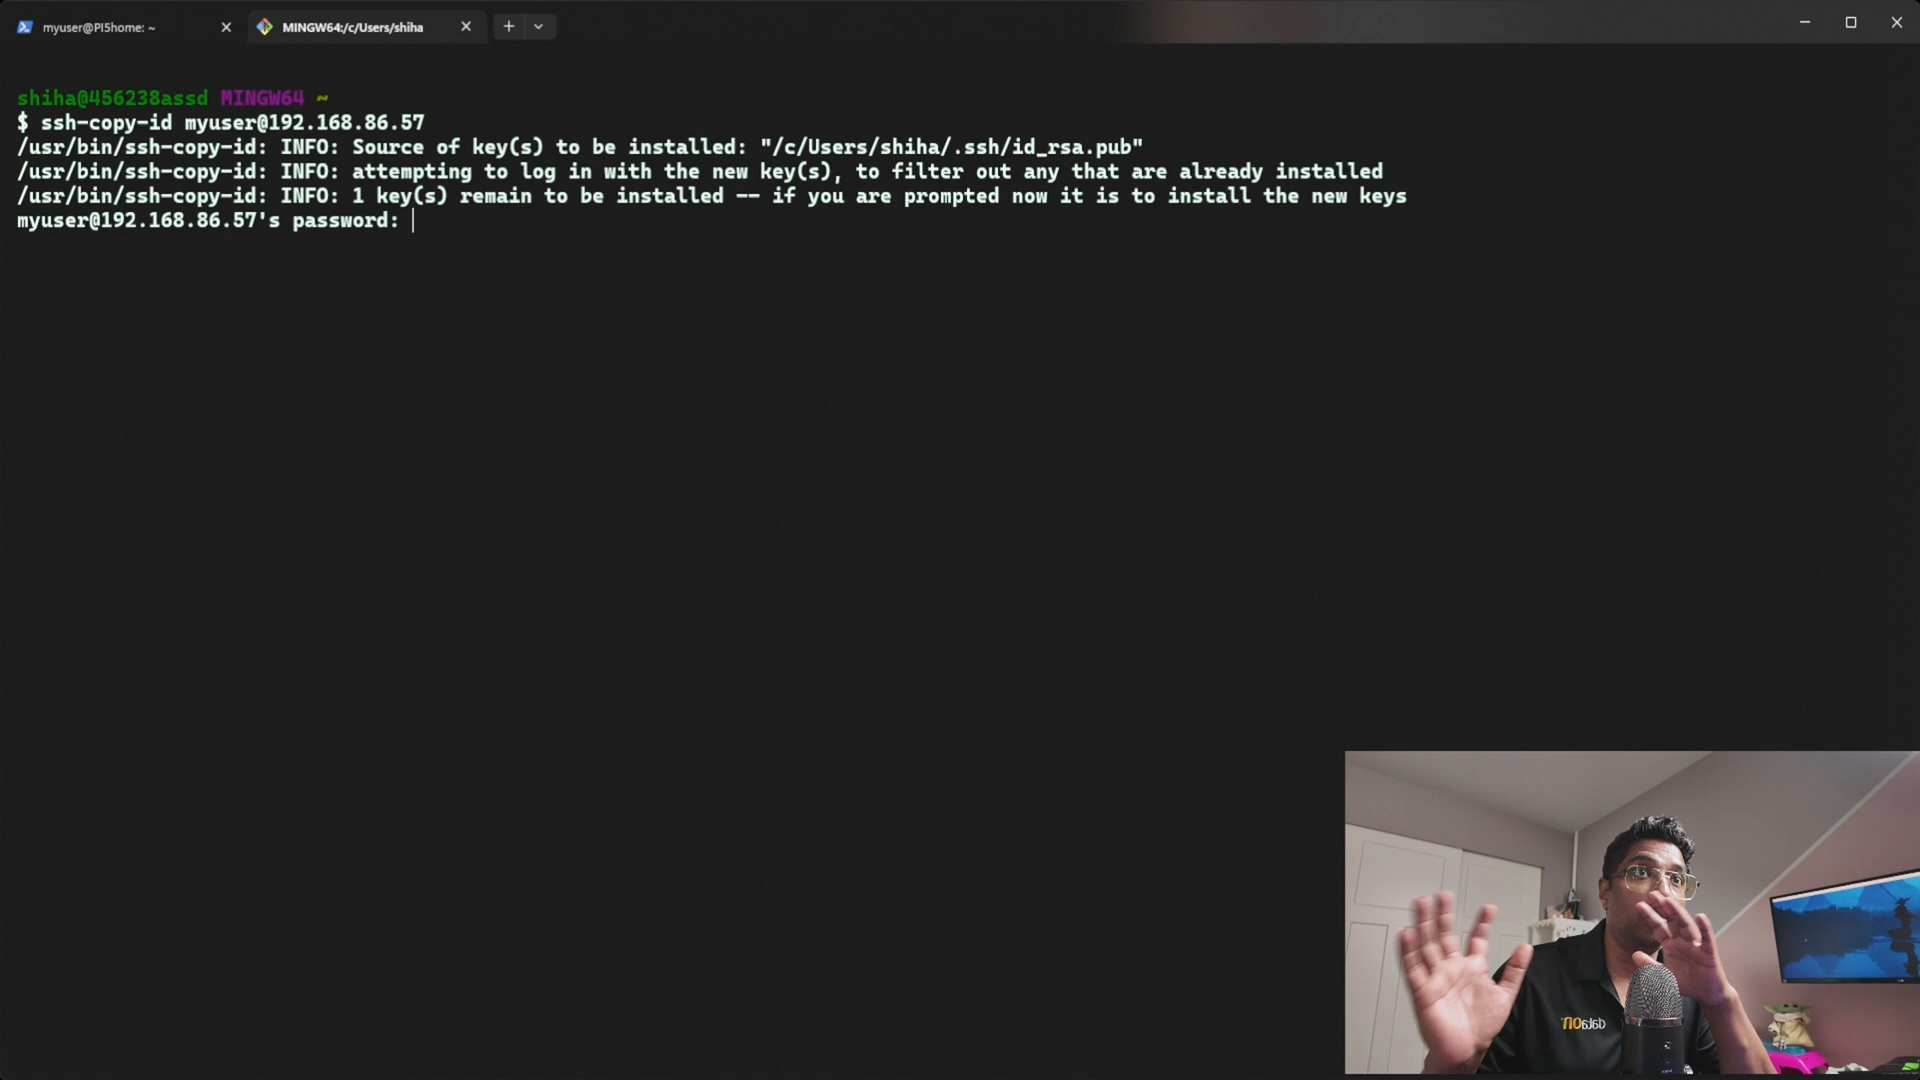 myuser@PI5home: ~
MINGW64:/c/Users/shiha
shiha@456238assd MINGW64 ~
$ ssh-copy-id myuser@192.168.86.57
/usr/bin/ssh-copy-id: INFO: Source of key(s) to be installed: "/c/Users/shiha/.ssh/id_rsa.pub"
/usr/bin/ssh-copy-id: INFO: attempting to log in with the new key(s), to filter out any that are already installed
/usr/bin/ssh-copy-id: INFO: 1 key(s) remain to be installed -- if you are prompted now it is to install the new keys
myuser@192.168.86.57's password:
dataON